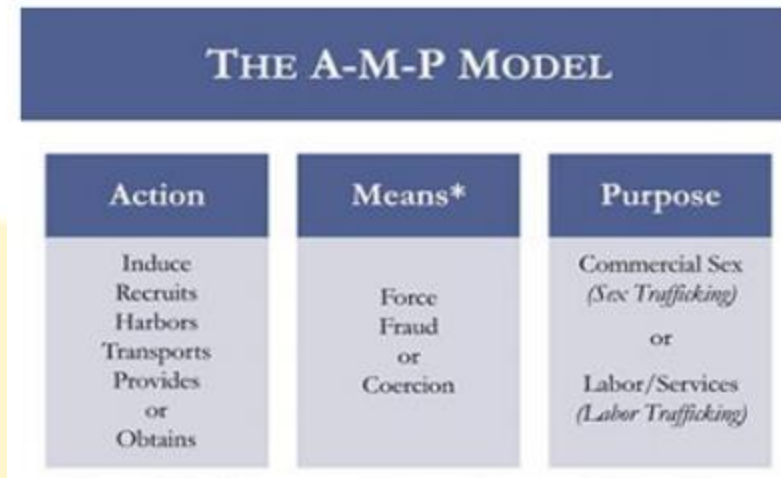 THE A-M-P MODEL
Action
Induce
Recruits
Harbors
Transports
Provides
or
Obtains
Means*
Force
Fraud
or
Coercion
Purpose
Commercial Sex
(Sex Trafficking)
or
Labor/Services
(Labor Trafficking)